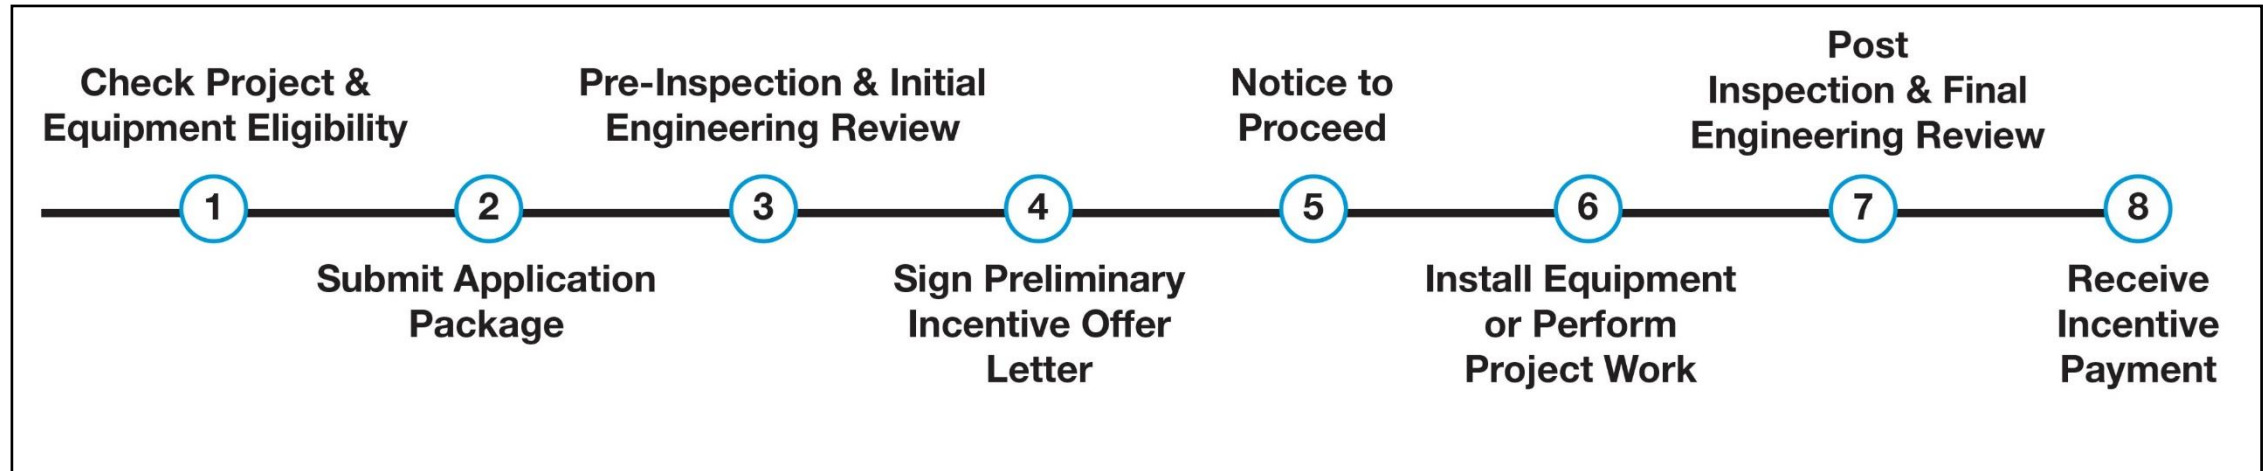 Check Project &
Equipment Eligibility
1
Submit Application
Package
2
Pre-Inspection & Initial
Engineering Review
3
Sign Preliminary
Incentive Offer
Letter
4
Notice to
Proceed
5
Install Equipment
or Perform
Project Work
6
Post
Inspection & Final
Engineering Review
7
Receive
Incentive
Payment
8